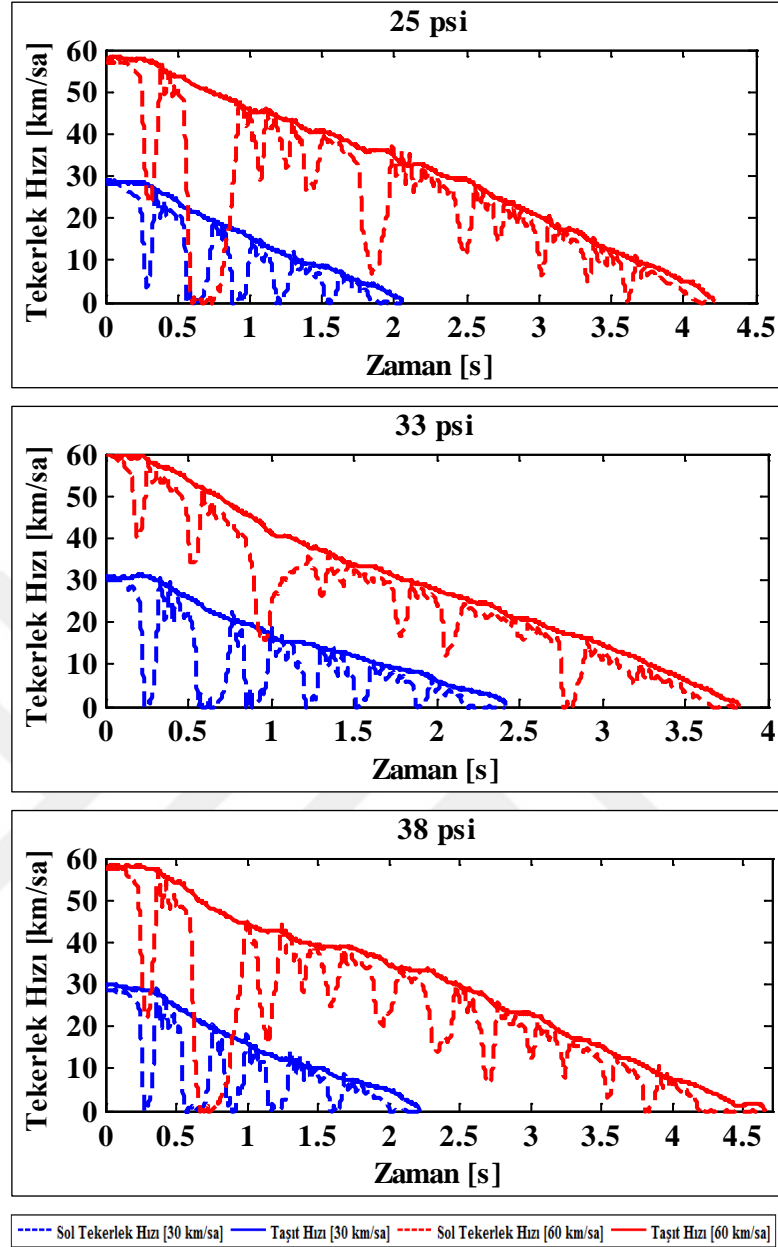 25 psi
Tekerlek Hızı [km/sa]
60
50
40
30
20
10
0
0 0.5 1 1.5 2 2.5 3 3.5 4 4.5
Zaman [s]
33 psi
Tekerlek Hızı [km/sa]
60
50
40
30
20
10
0
0 0.5 1 1.5 2 2.5 3 3.5 4
Zaman [s]
38 psi
Tekerlek Hızı [km/sa]
60
50
40
30
20
10
0
0 0.5 1 1.5 2 2.5 3 3.5 4 4.5
Zaman [s]
Sol Tekerlek Hızı [30 km/sa] Taşıt Hızı [30 km/sa] Sol Tekerlek Hızı [60 km/sa] Taşıt Hızı [60 km/sa]